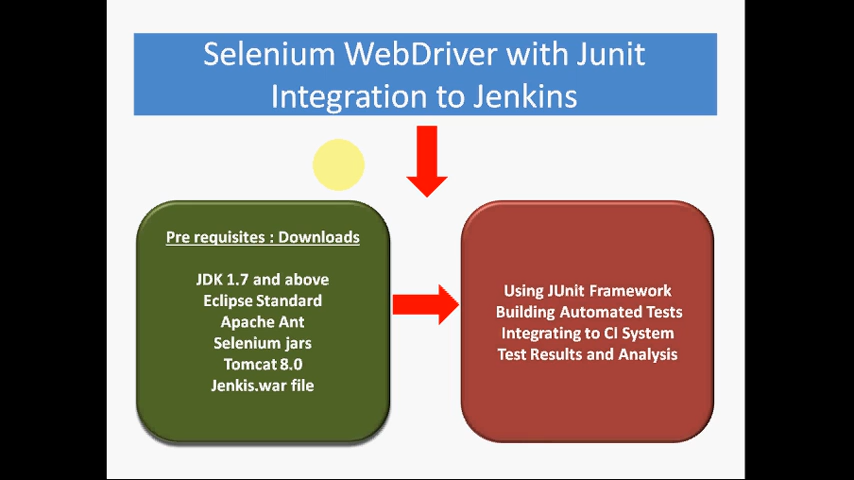 Selenium WebDriver with Junit
Integration to Jenkins
Pre requisites : Downloads
JDK 1.7 and above
Eclipse Standard
Apache Ant
Selenium jars
Tomcat 8.0
Jenkis.war file
Using JUnit Framework
Building Automated Tests
Integrating to CI System
Test Results and Analysis